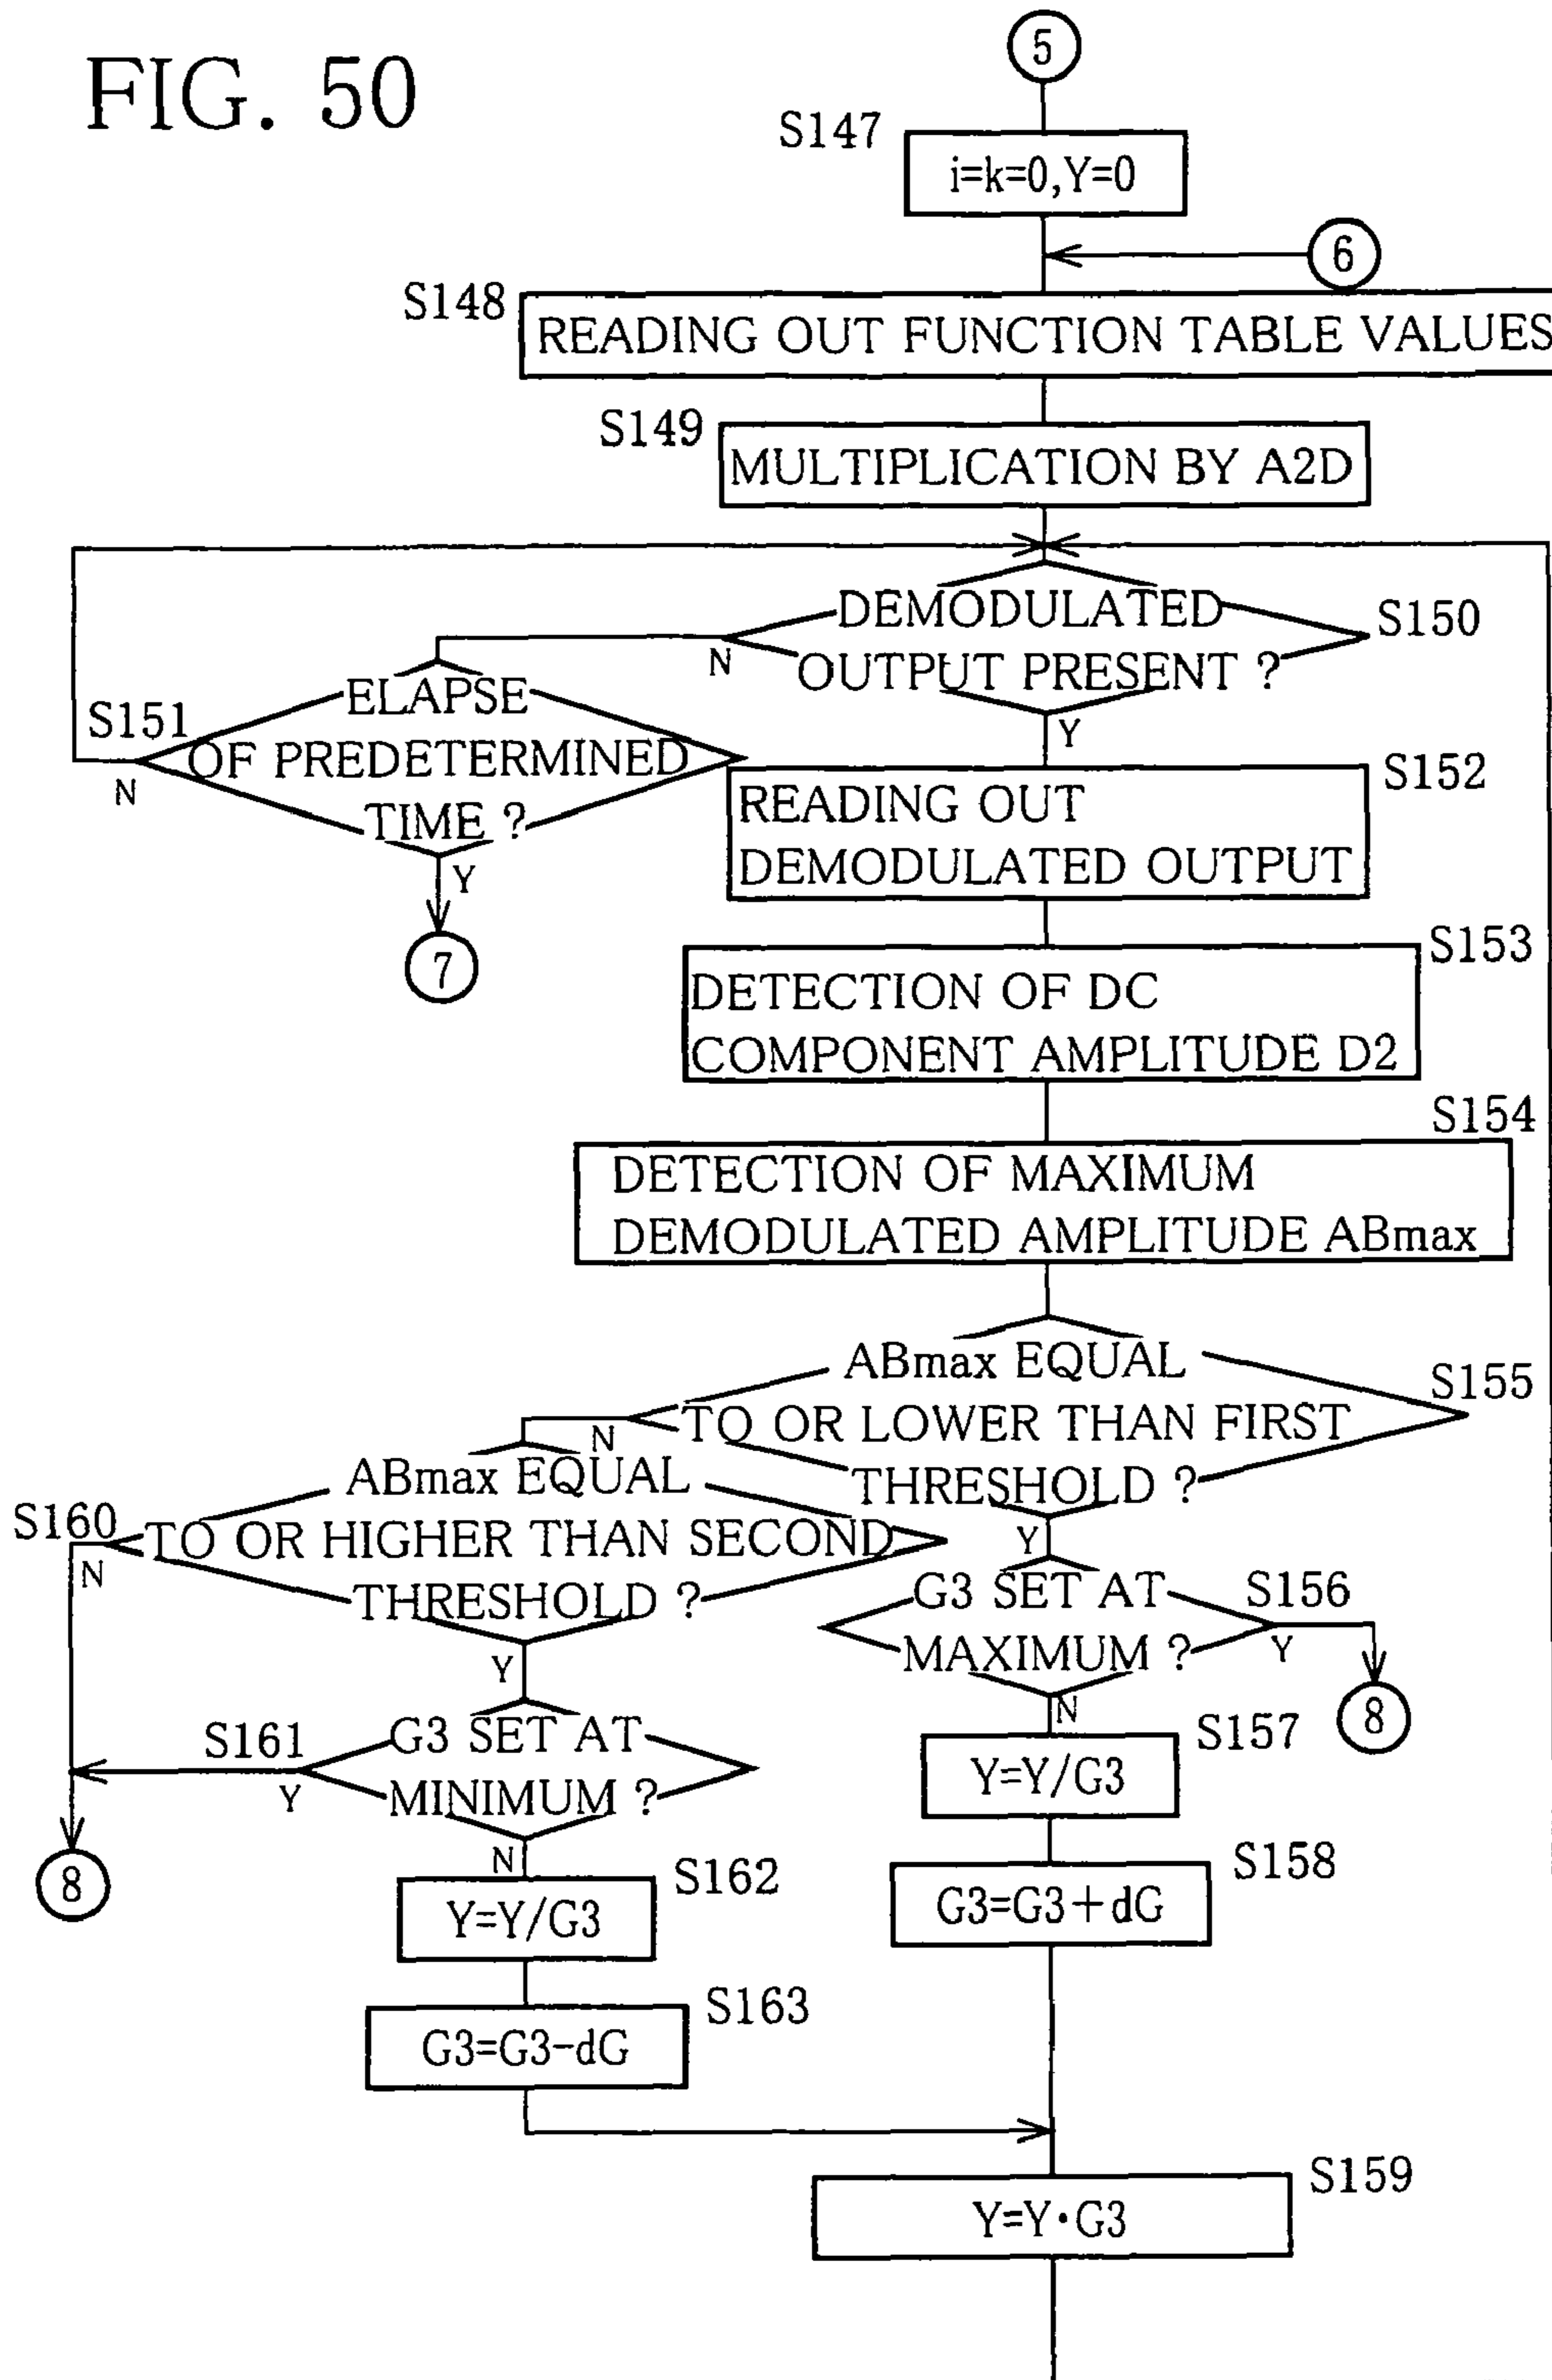 FIG. 50
5
S147
i=k=0,Y=0
6
S148
READING OUT FUNCTION TABLE VALUES
S149
MULTIPLICATION BY A2D
DEMODULATED
OUTPUT PRESENT ?
S150
N
Y
S151
ELAPSE
OF PREDETERMINED
TIME ?
N
Y
7
S152
READING OUT
DEMODULATED OUTPUT
S153
DETECTION OF DC
COMPONENT AMPLITUDE D2
S154
DETECTION OF MAXIMUM
DEMODULATED AMPLITUDE ABmax
ABmax EQUAL
TO OR LOWER THAN FIRST
THRESHOLD ?
S155
N
Y
S160
ABmax EQUAL
TO OR HIGHER THAN SECOND
THRESHOLD ?
N
Y
G3 SET AT
MAXIMUM ?
S156
Y
N
8
S161
G3 SET AT
MINIMUM ?
Y
N
8
S157
Y=Y/G3
S158
G3=G3+dG
S162
Y=Y/G3
S163
G3=G3-dG
S159
Y=Y·G3